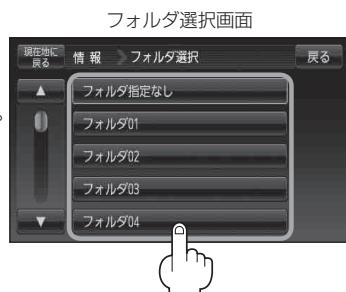 フォルダ選択画面
現在地に
戻る
情 報 フォルダ選択
戻る
▲
フォルダ指定なし
フォルダ01
フォルダ02
フォルダ03
フォルダ04
▼